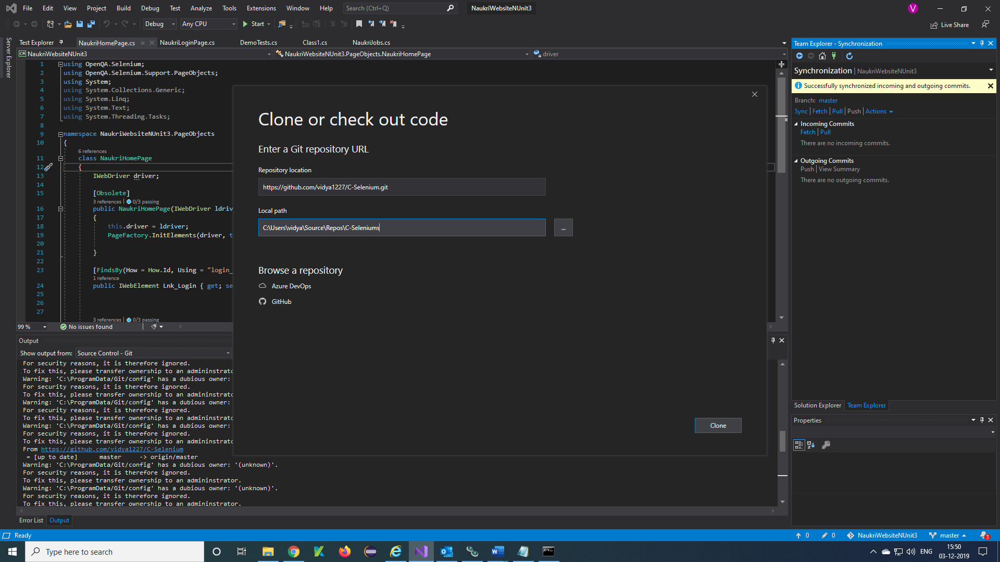 File Edit View Project Build Debug Test Analyze Tools Extensions Window Help Search (Ctrl+Q) NaukriWebsiteNUnit3 V
Debug Any CPU Start Live Share
Server Explorer
Test Explorer NaukriHomePage.cs NaukriLoginPage.cs DemoTests.cs Class1.cs NaukriJobs.cs
C# NaukriWebsiteNUnit3 NaukriWebsiteNUnit3.PageObjects.NaukriHomePage driver
1 using OpenQA.Selenium;
2 using OpenQA.Selenium.Support.PageObjects;
3 using System;
4 using System.Collections.Generic;
5 using System.Linq;
6 using System.Text;
7 using System.Threading.Tasks;
8
9 namespace NaukriWebsiteNUnit3.PageObjects
10 {
6 references
11 class NaukriHomePage
12 {
13 IWebDriver driver;
14
15 [Obsolete]
3 references | 0/3 passing
16 public NaukriHomePage(IWebDriver ldriv
17 {
18 this.driver = ldriver;
19 PageFactory.InitElements(driver, t
20
21 }
22
23 [FindsBy(How = How.Id, Using = "login_
1 reference
24 public IWebElement Lnk_Login { get; se
25
26
27
3 references | 0/3 passing
99 % No issues found
Clone or check out code
Enter a Git repository URL
Repository location
https://github.com/vidya1227/C-Selenium.git
Local path
C:\Users\vidya\Source\Repos\C-Seleniums
...
Browse a repository
Azure DevOps
GitHub
Clone
Output
Show output from: Source Control - Git
For security reasons, it is therefore ignored.
To fix this, please transfer ownership to an admininstrato
Warning: 'C:\ProgramData/Git/config' has a dubious owner:
For security reasons, it is therefore ignored.
To fix this, please transfer ownership to an admininstrato
Warning: 'C:\ProgramData/Git/config' has a dubious owner:
For security reasons, it is therefore ignored.
To fix this, please transfer ownership to an admininstrato
Warning: 'C:\ProgramData/Git/config' has a dubious owner:
For security reasons, it is therefore ignored.
To fix this, please transfer ownership to an admininstrato
From https://github.com/vidya1227/C-Selenium
= [up to date] master -> origin/master
Warning: 'C:\ProgramData/Git/config' has a dubious owner: '(unknown)'.
For security reasons, it is therefore ignored.
To fix this, please transfer ownership to an admininstrator.
Warning: 'C:\ProgramData/Git/config' has a dubious owner: '(unknown)'.
For security reasons, it is therefore ignored.
To fix this, please transfer ownership to an admininstrator.
Error List Output
Team Explorer - Synchronization
Synchronization | NaukriWebsiteNUnit3
Successfully synchronized incoming and outgoing commits.
Branch: master
Sync | Fetch | Pull | Push | Actions
Incoming Commits
Fetch | Pull
There are no incoming commits.
Outgoing Commits
Push | View Summary
There are no outgoing commits.
Solution Explorer Team Explorer
Properties
Ready 0 0 NaukriWebsiteNUnit3 master 3
Type here to search ENG 15:50
03-12-2019